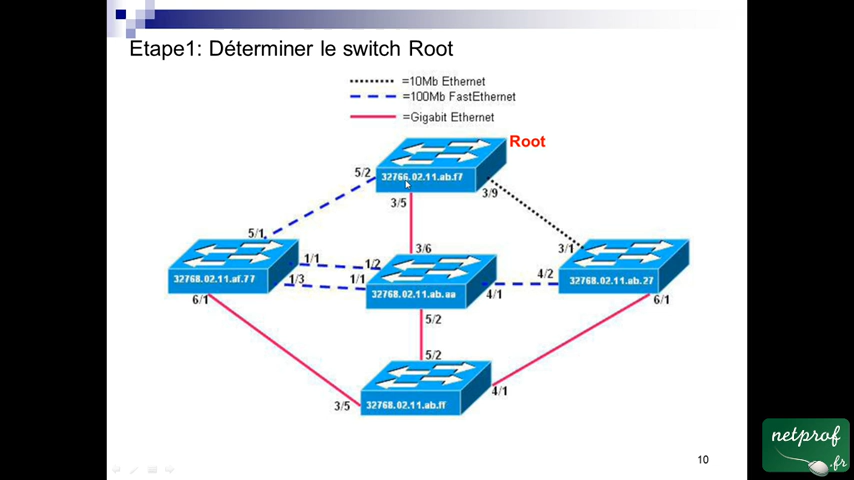 Etape1: Déterminer le switch Root
=10Mb Ethernet
=100Mb FastEthernet
=Gigabit Ethernet
Root
5/2
32766.02.11.ab.f7
3/9
3/5
5/1
3/6
3/1
1/1
1/2
4/2
32768.02.11.af.77
1/3
1/1
32768.02.11.ab.aa
4/1
32768.02.11.ab.27
6/1
6/1
5/2
5/2
3/5
32768.02.11.ab.ff
4/1
10
netprof
.fr